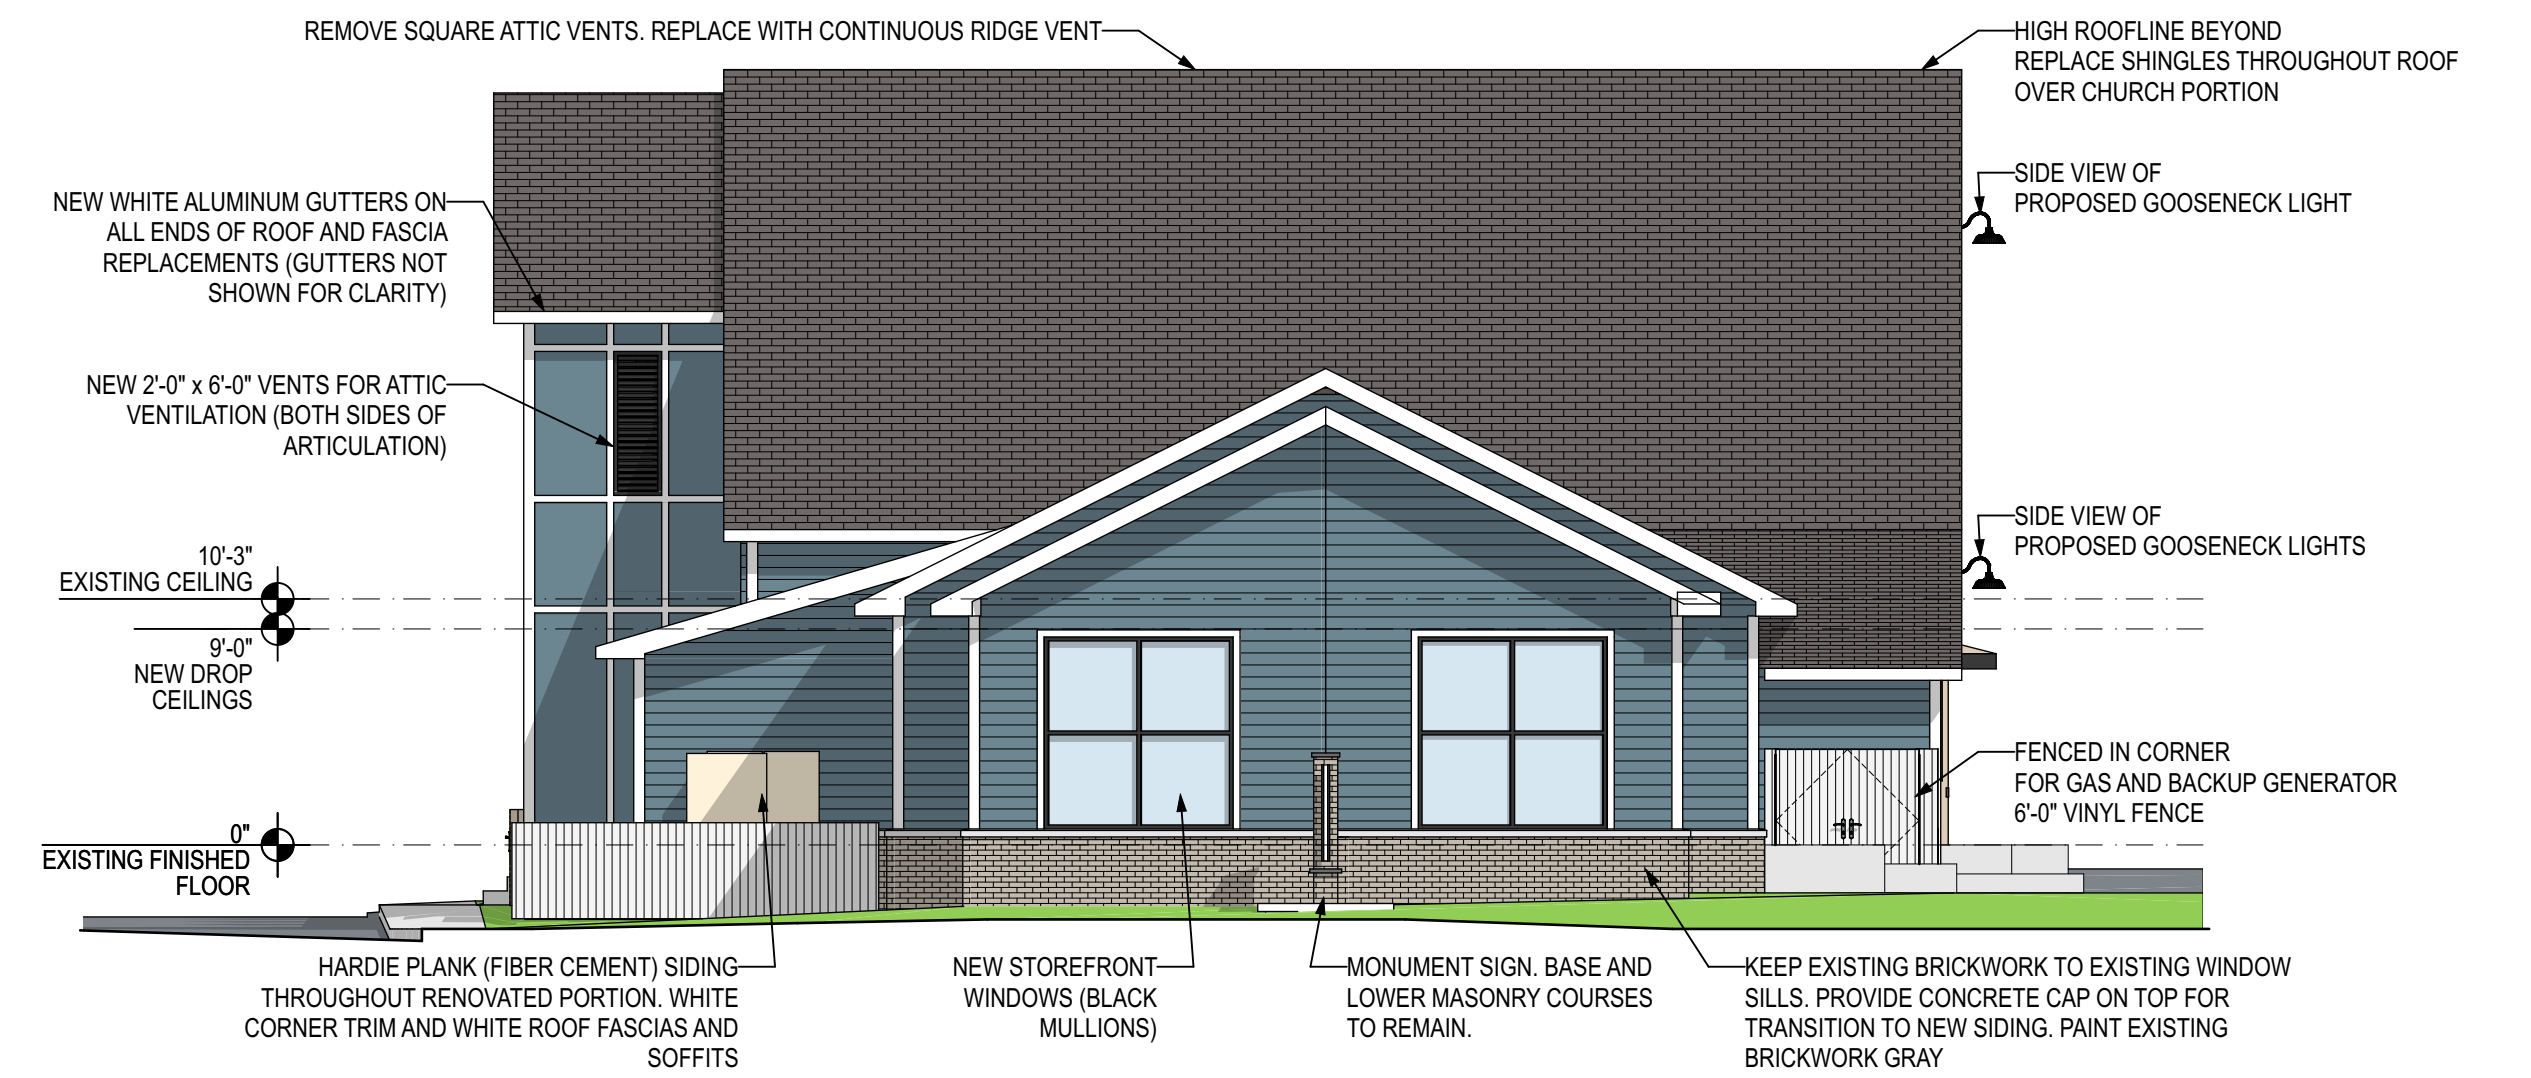 REMOVE SQUARE ATTIC VENTS. REPLACE WITH CONTINUOUS RIDGE VENT
HIGH ROOFLINE BEYOND
REPLACE SHINGLES THROUGHOUT ROOF
OVER CHURCH PORTION
SIDE VIEW OF
PROPOSED GOOSENECK LIGHT
NEW WHITE ALUMINUM GUTTERS ON
ALL ENDS OF ROOF AND FASCIA
REPLACEMENTS (GUTTERS NOT
SHOWN FOR CLARITY)
NEW 2'-0" x 6'-0" VENTS FOR ATTIC
VENTILATION (BOTH SIDES OF
ARTICULATION)
SIDE VIEW OF
PROPOSED GOOSENECK LIGHTS
10'-3"
EXISTING CEILING
9'-0"
NEW DROP
CEILINGS
FENCED IN CORNER
FOR GAS AND BACKUP GENERATOR
6'-0" VINYL FENCE
0"
EXISTING FINISHED
FLOOR
HARDIE PLANK (FIBER CEMENT) SIDING
THROUGHOUT RENOVATED PORTION. WHITE
CORNER TRIM AND WHITE ROOF FASCIAS AND
SOFFITS
NEW STOREFRONT
WINDOWS (BLACK
MULLIONS)
MONUMENT SIGN. BASE AND
LOWER MASONRY COURSES
TO REMAIN.
KEEP EXISTING BRICKWORK TO EXISTING WINDOW
SILLS. PROVIDE CONCRETE CAP ON TOP FOR
TRANSITION TO NEW SIDING. PAINT EXISTING
BRICKWORK GRAY